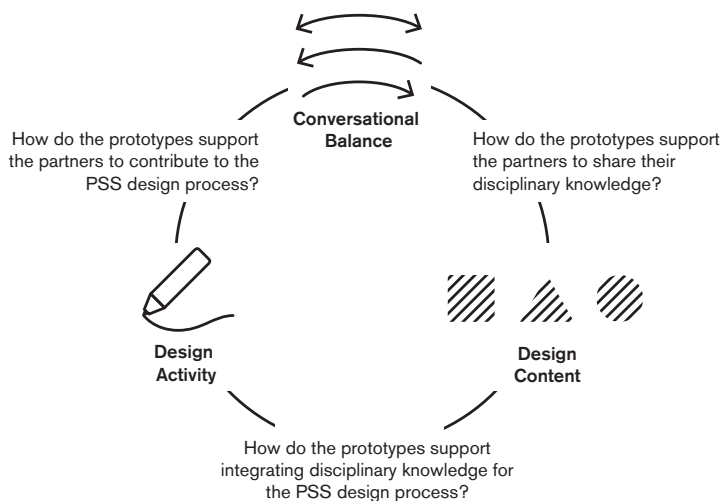 Conversational
Balance
How do the prototypes support
the partners to contribute to the
PSS design process?
How do the prototypes support
the partners to share their
disciplinary knowledge?
Design
Activity
Design
Content
How do the prototypes support
integrating disciplinary knowledge for
the PSS design process?